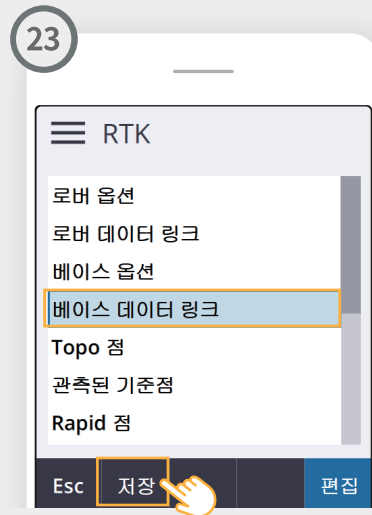 23
RTK
로버 옵션
로버 데이터 링크
베이스 옵션
베이스 데이터 링크
Topo 점
관측된 기준점
Rapid 점
Esc 저장 편집